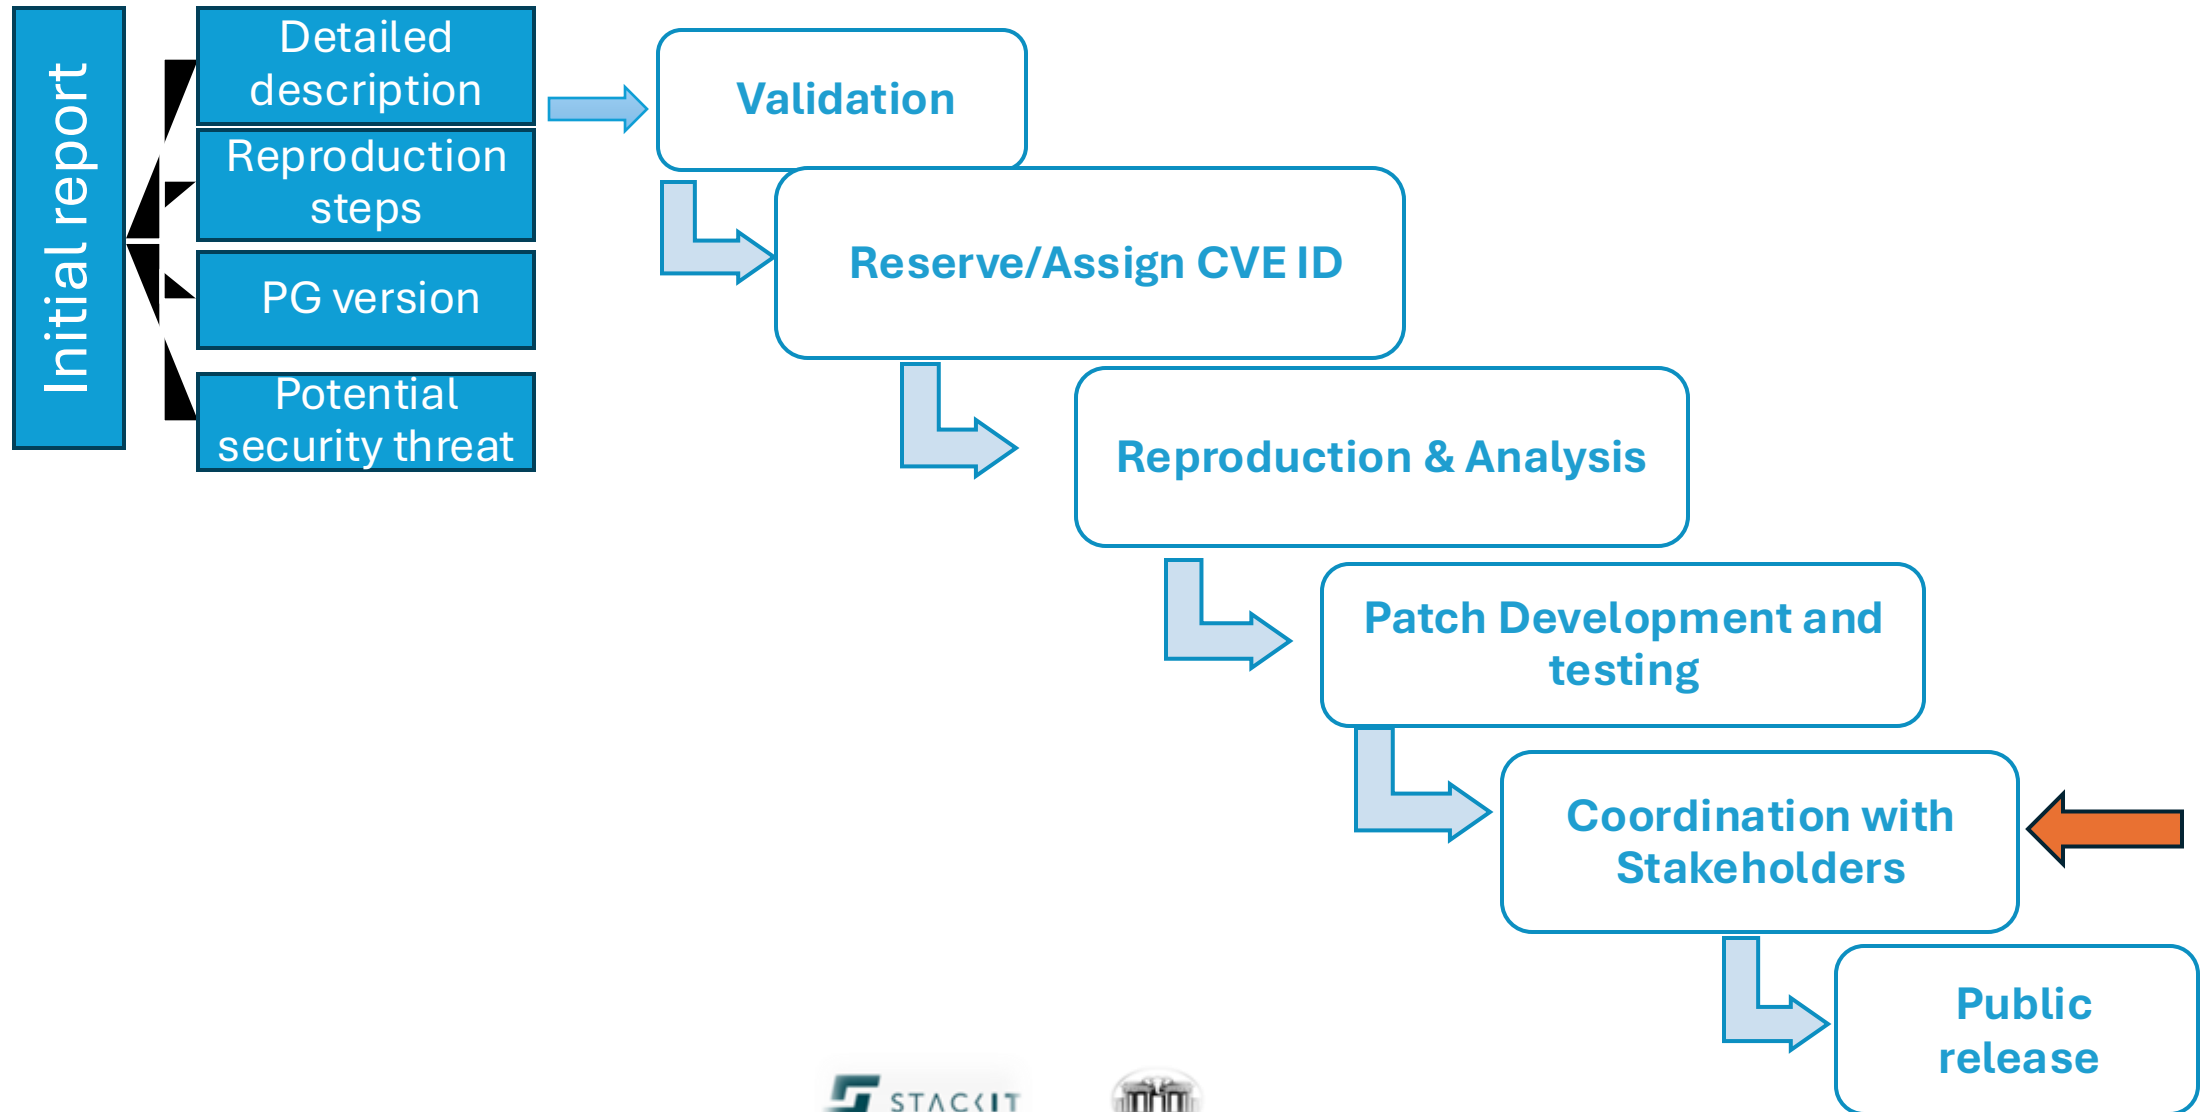 Initial report
Detailed
description
Reproduction
steps
PG version
Potential
security threat
Validation
Reserve/Assign CVE ID
Reproduction & Analysis
Patch Development and
testing
Coordination with
Stakeholders
Public
release
STACKIT